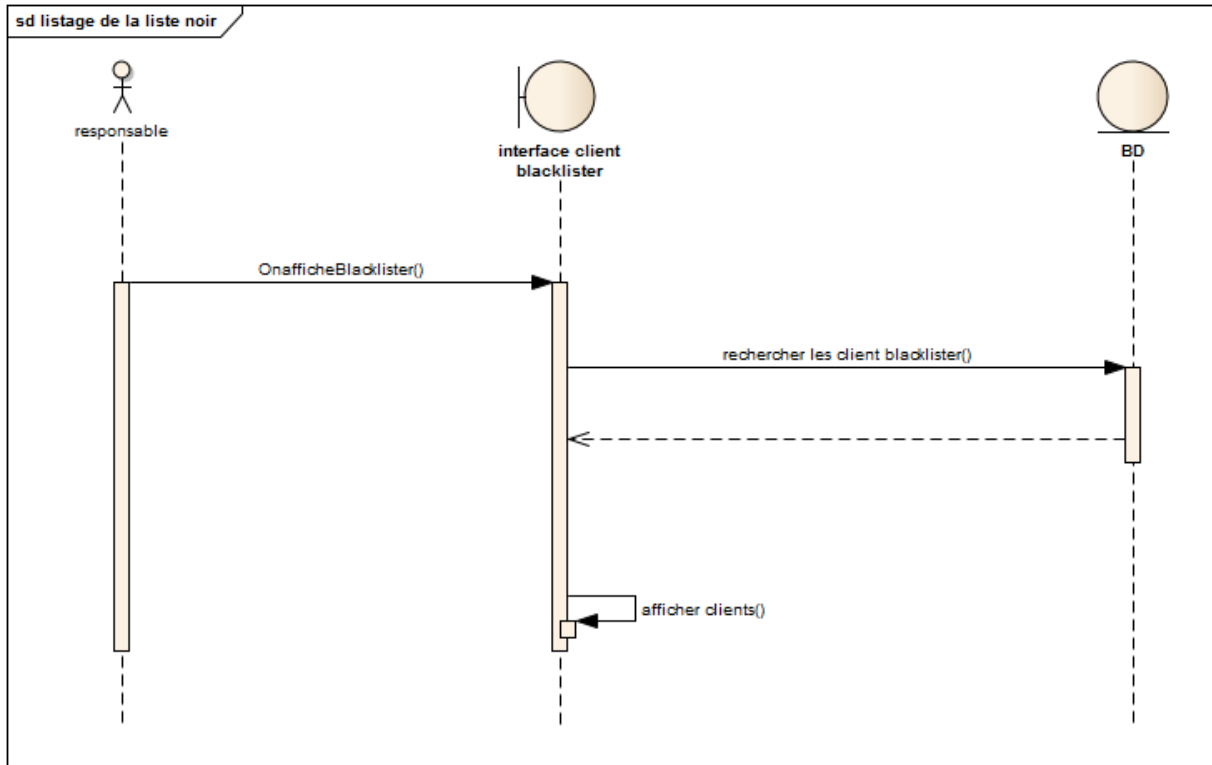 sd listage de la liste noir
responsable
interface client
blacklister
BD
OnafficheBlacklister()
rechercher les client blacklister()
afficher clients()